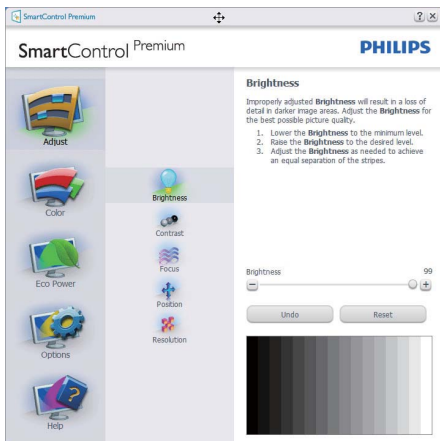 SmartControl Premium
SmartControl Premium
PHILIPS
Adjust
Color
Eco Power
Options
Help
Brightness
Contrast
Focus
Position
Resolution
Brightness
Improperly adjusted Brightness will result in a loss of
detail in darker image areas. Adjust the Brightness for
the best possible picture quality.
1. Lower the Brightness to the minimum level.
2. Raise the Brightness to the desired level.
3. Adjust the Brightness as needed to achieve
an equal separation of the stripes.
Brightness 99
Undo Reset